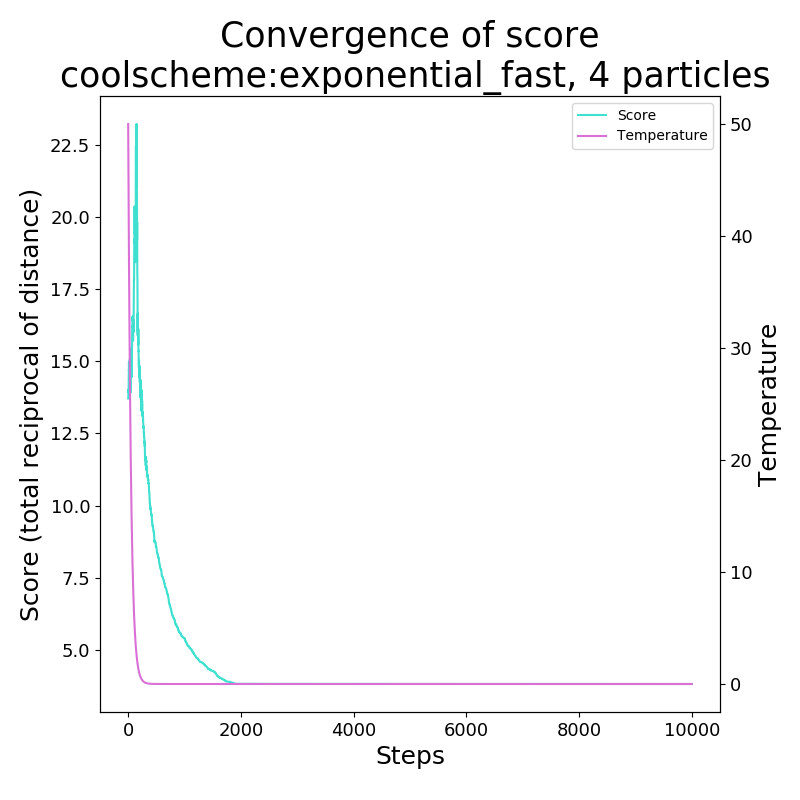 Convergence of score
coolscheme:exponential_fast, 4 particles
Score
Temperature
22.5
20.0
17.5
15.0
12.5
10.0
7.5
5.0
Score (total reciprocal of distance)
50
40
30
20
10
0
Temperature
0 2000 4000 6000 8000 10000
Steps